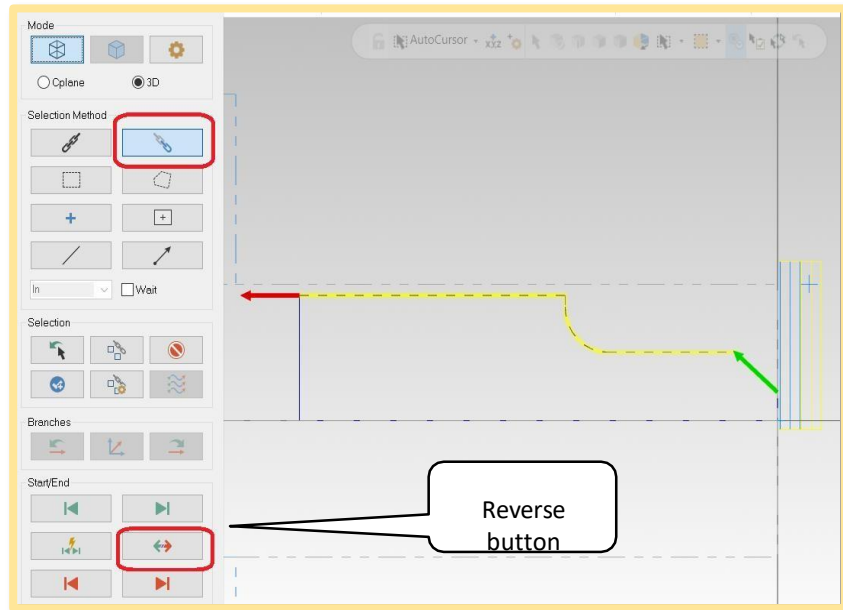 Mode
AutoCursor
Cplane
3D
Selection Method
In
Wait
Selection
Branches
Start/End
Reverse
button